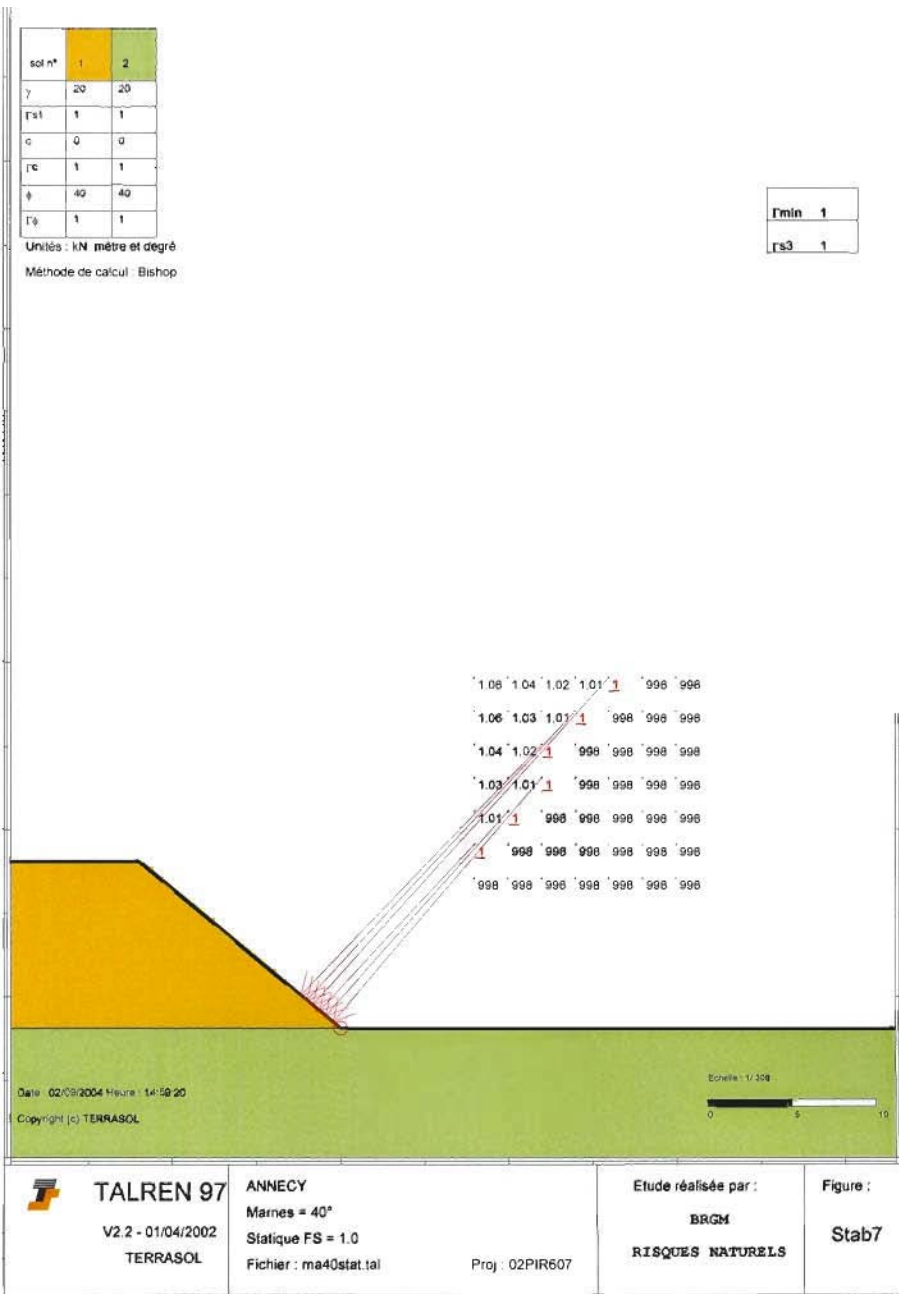 sol n° 1 2
γ 20 20
Γs1 1 1
c 0 0
Γc 1 1
φ 40 40
Γφ 1 1
Unités : kN mètre et degré
Méthode de calcul : Bishop
Γmin 1
Γs3 1
1.06 1.04 1.02 1.01 1 998 998
1.06 1.03 1.01 1 998 998 998
1.04 1.02 1 998 998 998 998
1.03 1.01 1 998 998 998 998
1.01 1 998 998 998 998 998
1 998 998 998 998 998 998
998 998 998 998 998 998 998
Date : 02/09/2004 Heure : 14:59:20
Copyright (c) TERRASOL
Echelle : 1/
0 5 10
TALREN 97
V2.2 - 01/04/2002
TERRASOL
ANNECY
Marnes = 40°
Statique FS = 1.0
Fichier : ma40stat.tal
Proj : 02PIR607
Etude réalisée par :
BRGM
RISQUES NATURELS
Figure :
Stab7